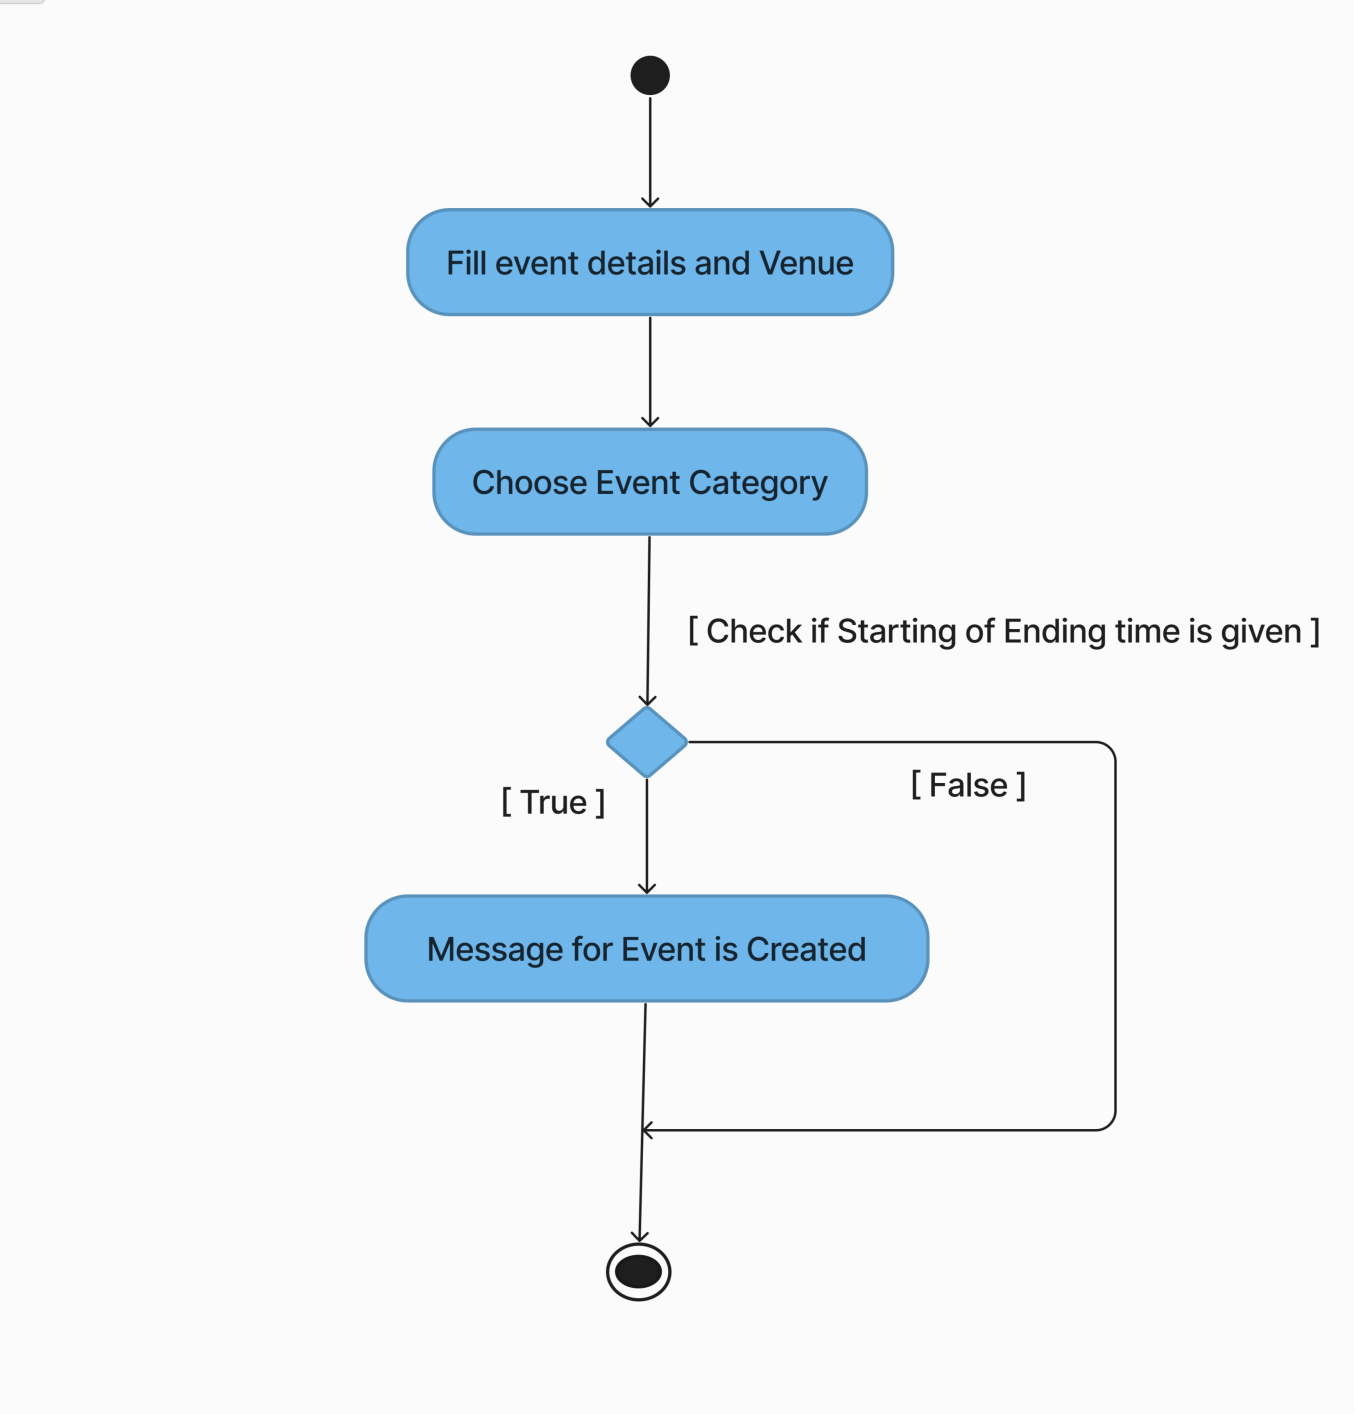 Fill event details and Venue
Choose Event Category
[ Check if Starting of Ending time is given ]
[ False ]
[ True ]
Message for Event is Created